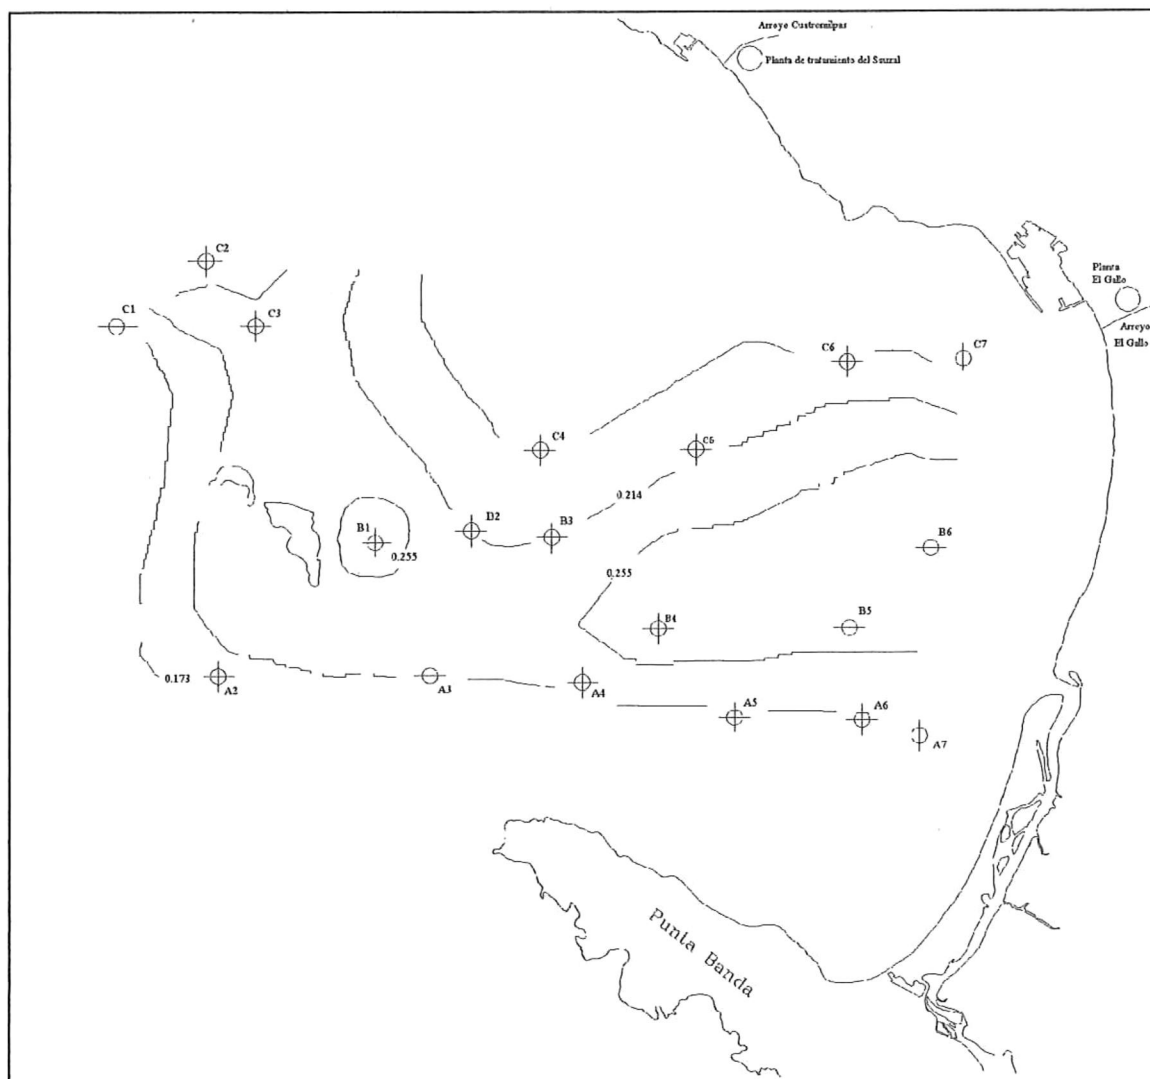 Arroyo Cuatromilpas
Planta de tratamiento del Sauzal
C2
C1
C3
Planta
El Gallo
Arroyo
El Gallo
C6
C7
C4
C5
0.214
B1
0.255
B2
B3
B6
0.255
B4
B5
0.173
A2
A3
A4
A5
A6
A7
Punta Banda